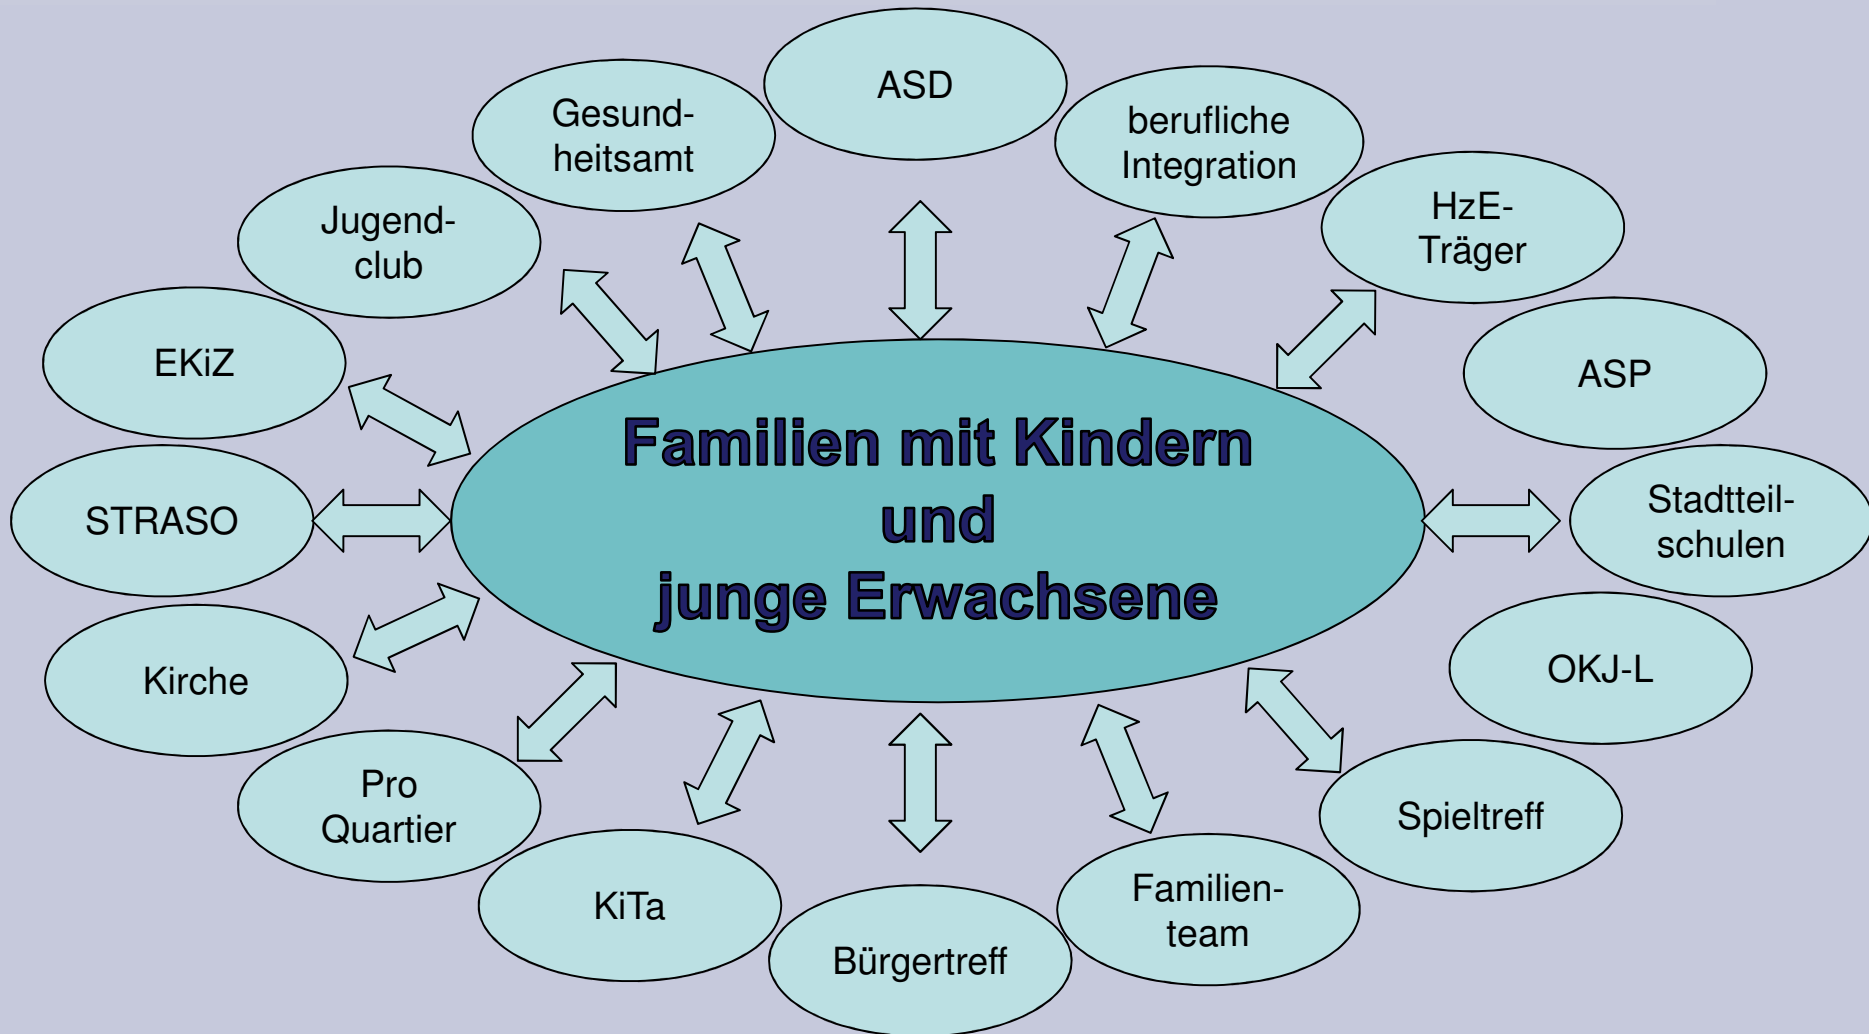 ASD
Gesund-
heitsamt
berufliche
Integration
Jugend-
club
HzE-
Träger
EKiZ
ASP
Familien mit Kindern
und
junge Erwachsene
STRASO
Stadtteil-
schulen
Kirche
OKJ-L
Pro
Quartier
Spieltreff
KiTa
Familien-
team
Bürgertreff